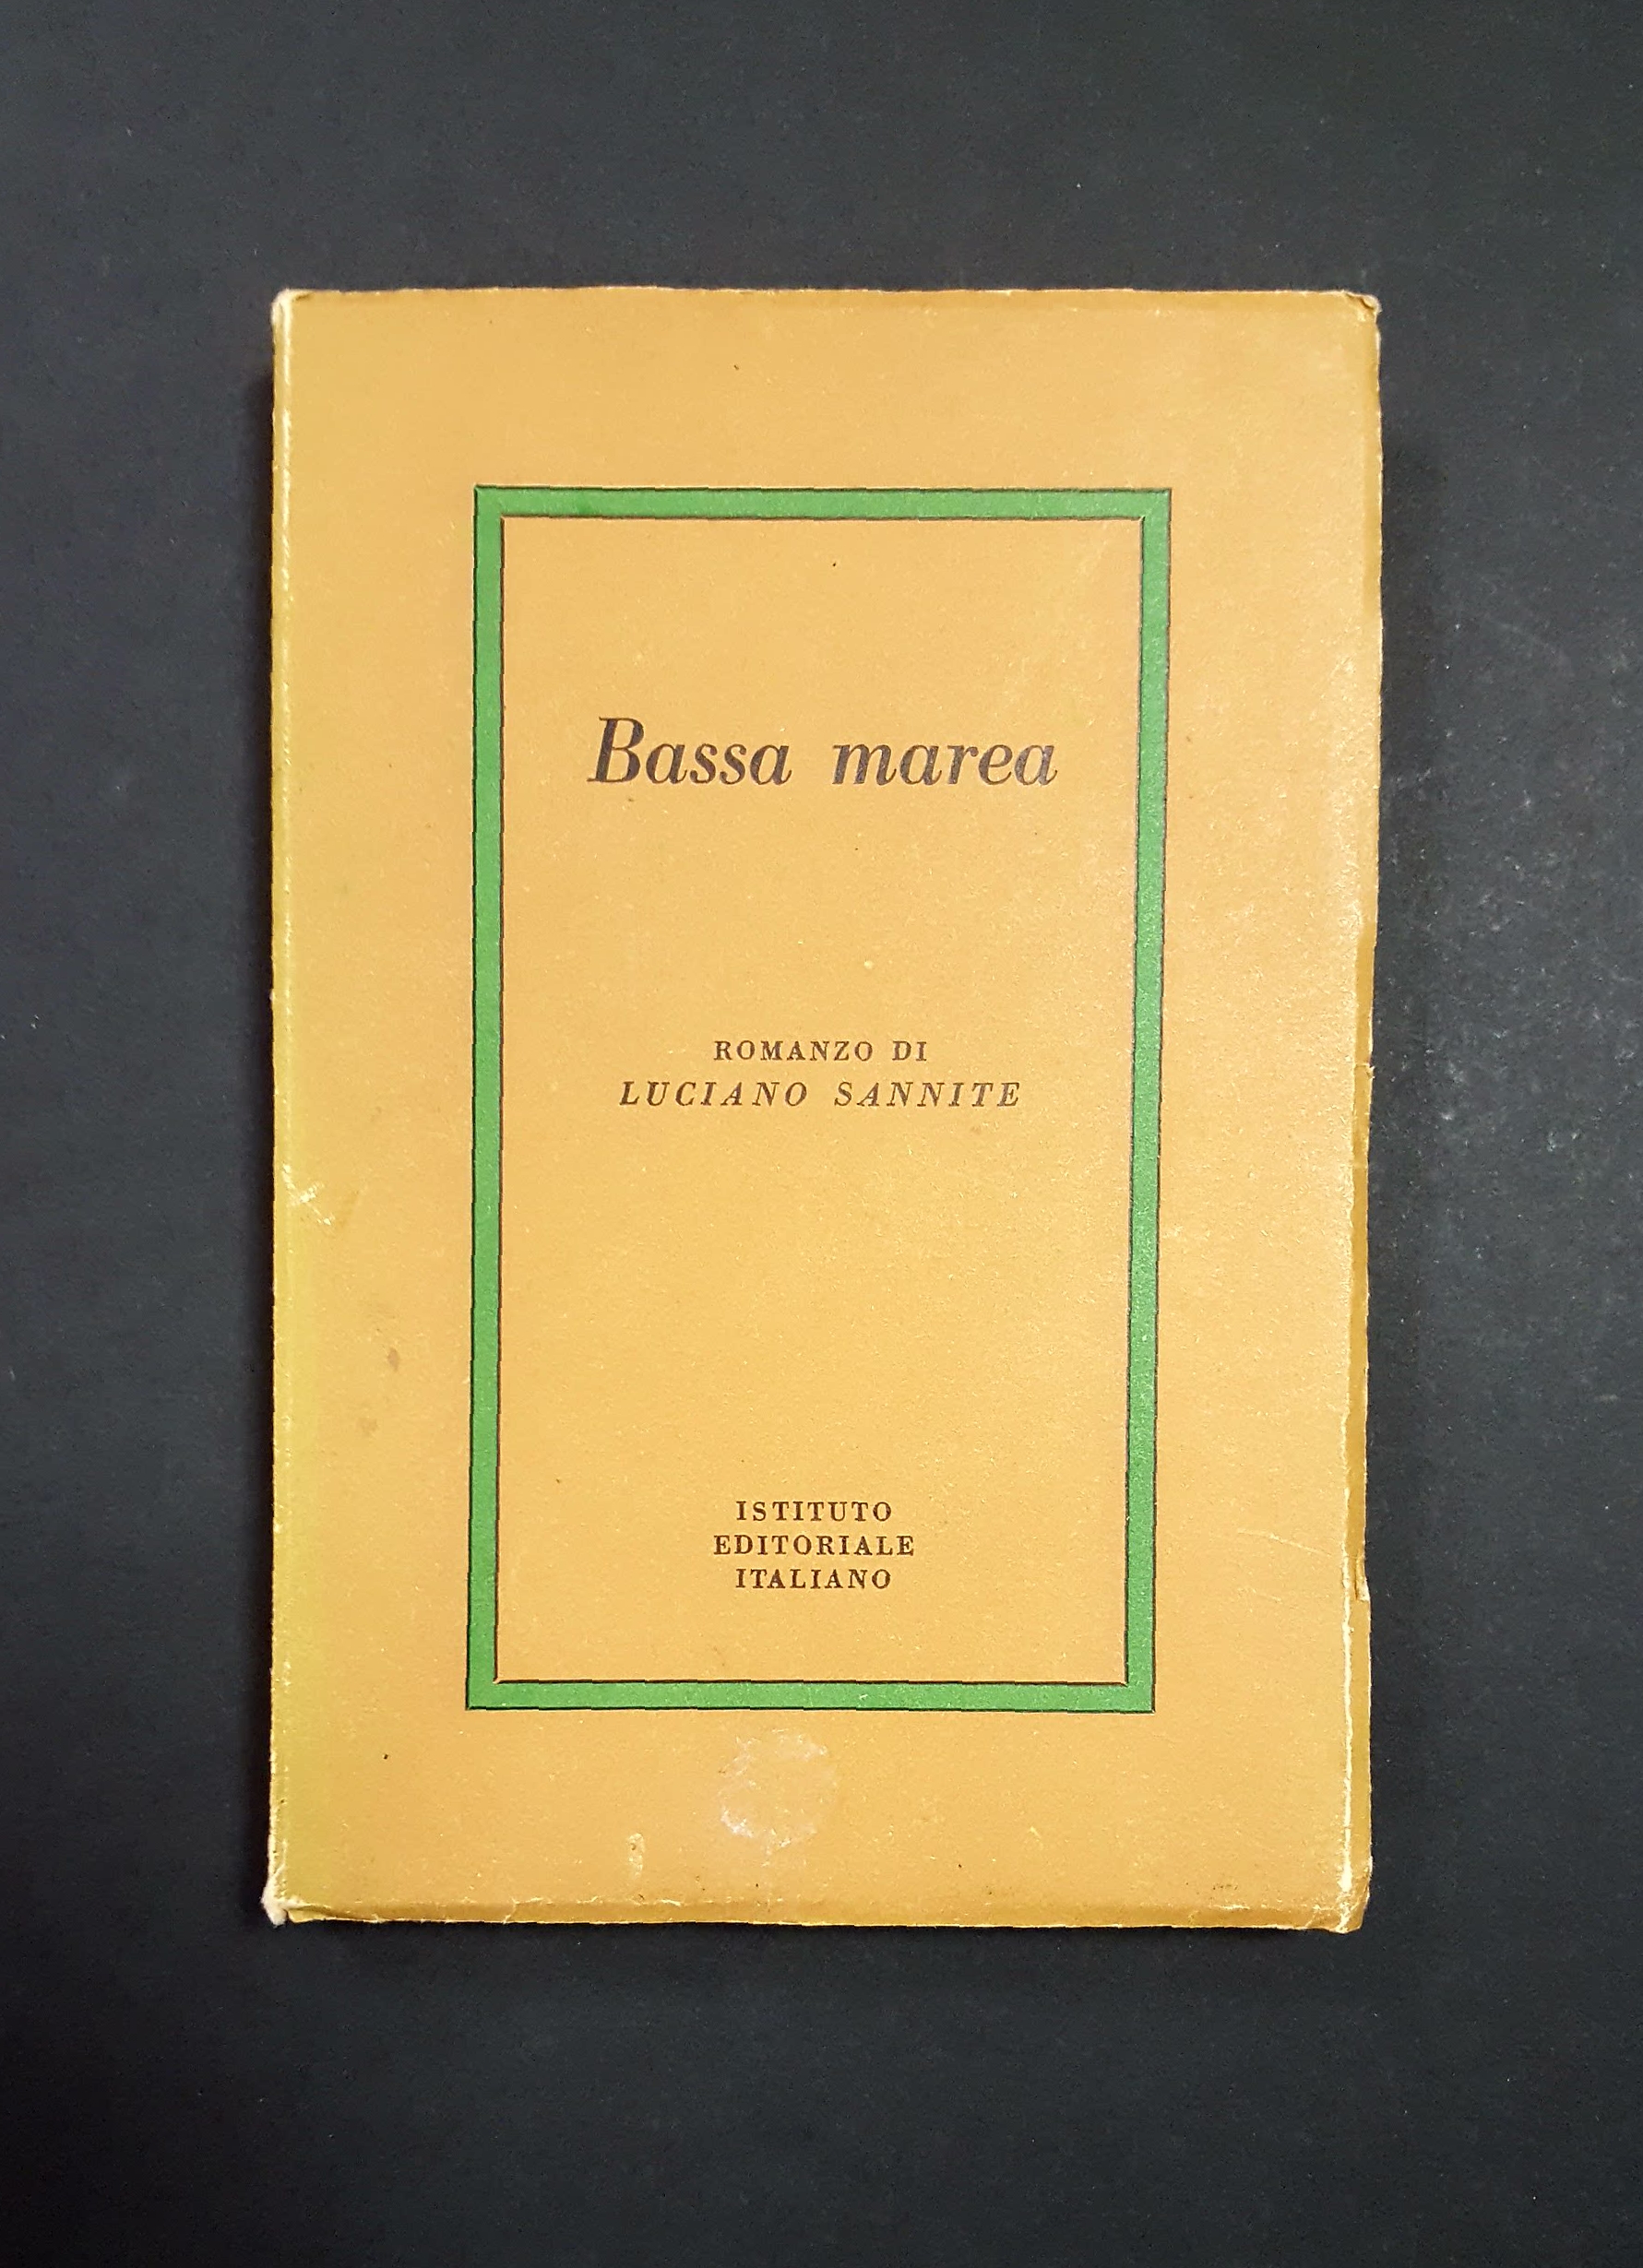 Bassa marea
ROMANZO DI
LUCIANO SANNITE
ISTITUTO
EDITORIALE
ITALIANO